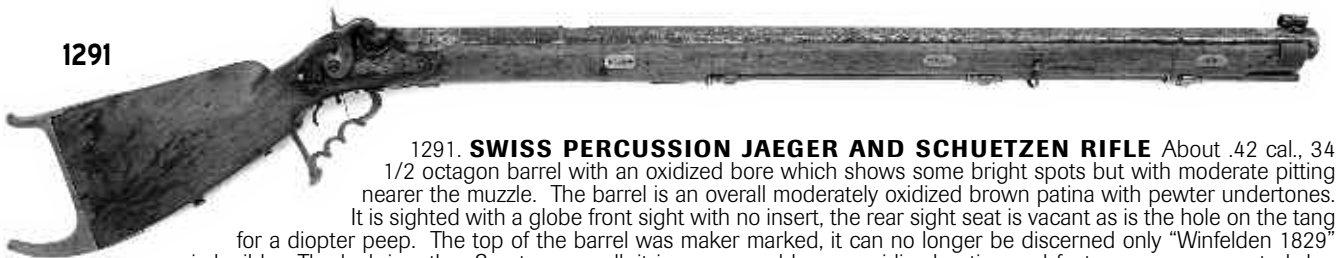 1291
1291. SWISS PERCUSSION JAEGER AND SCHUETZEN RIFLE About .42 cal., 34
1/2 octagon barrel with an oxidized bore which shows some bright spots but with moderate pitting
nearer the muzzle. The barrel is an overall moderately oxidized brown patina with pewter undertones.
It is sighted with a globe front sight with no insert, the rear sight seat is vacant as is the hole on the tang
for a diopter peep. The top of the barrel was maker marked, it can no longer be discerned only “Winfelden 1829”